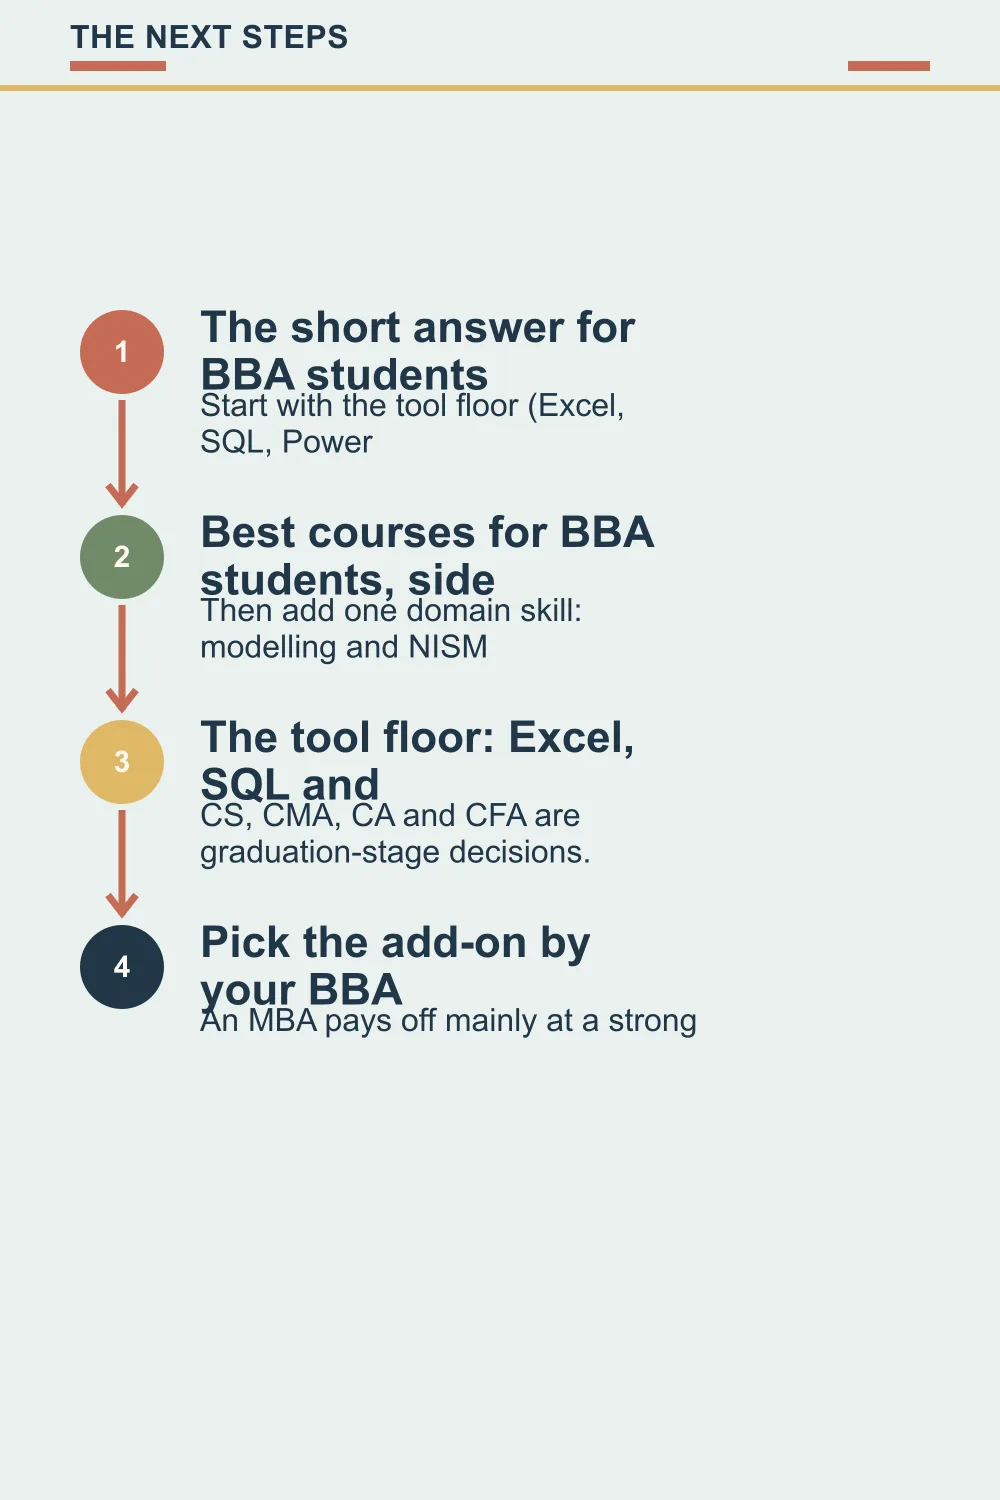 THE NEXT STEPS
1
The short answer for
BBA students
Start with the tool floor (Excel,
SQL, Power
2
Best courses for BBA
students, side
Then add one domain skill:
modelling and NISM
3
The tool floor: Excel,
SQL and
CS, CMA, CA and CFA are
graduation-stage decisions.
4
Pick the add-on by
your BBA
An MBA pays off mainly at a strong